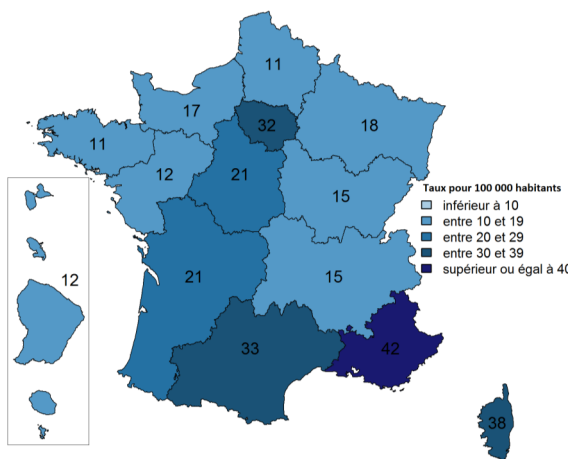 11
17
32
18
11
12
21
15
Taux pour 100 000 habitants
inférieur à 10
entre 10 et 19
entre 20 et 29
entre 30 et 39
supérieur ou égal à 40
12
21
15
33
42
38